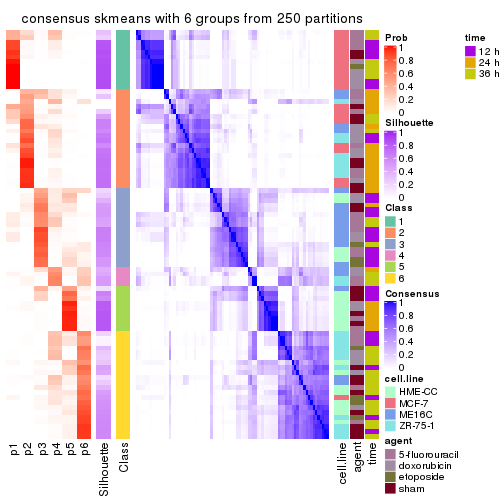 consensus skmeans with 6 groups from 250 partitions
Prob
1
0.8
0.6
0.4
0.2
0
time
12 h
24 h
36 h
Silhouette
1
0.8
0.6
0.4
0.2
0
Class
1
2
3
4
5
6
Consensus
1
0.8
0.6
0.4
0.2
0
cell.line
HME-CC
MCF-7
ME16C
ZR-75-1
agent
5-fluorouracil
doxorubicin
etoposide
sham
p1
p2
p3
p4
p5
p6
Silhouette
Class
cell.line
agent
time